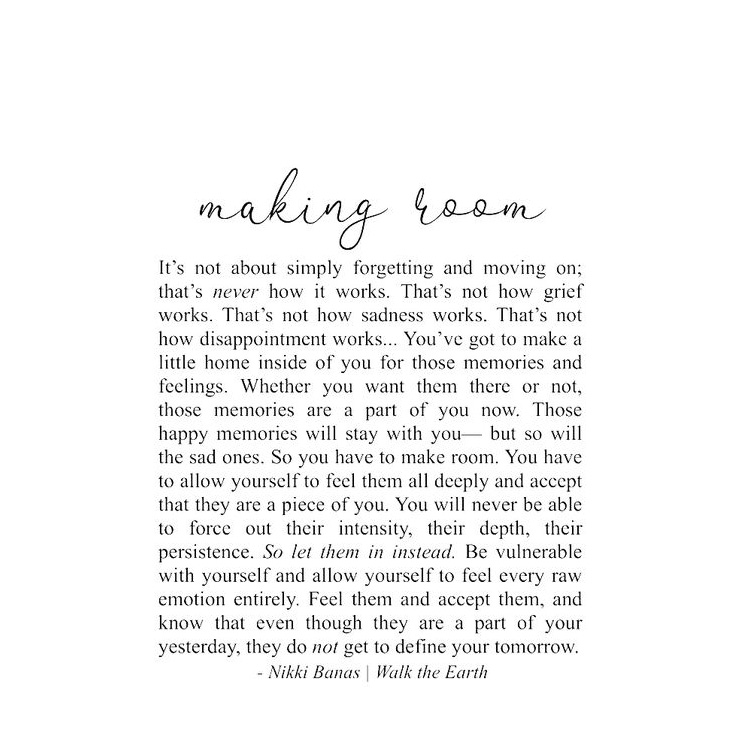 making room
It’s not about simply forgetting and moving on;
that’s never how it works. That’s not how grief
works. That’s not how sadness works. That’s not
how disappointment works... You’ve got to make a
little home inside of you for those memories and
feelings. Whether you want them there or not,
those memories are a part of you now. Those
happy memories will stay with you— but so will
the sad ones. So you have to make room. You have
to allow yourself to feel them all deeply and accept
that they are a piece of you. You will never be able
to force out their intensity, their depth, their
persistence. So let them in instead. Be vulnerable
with yourself and allow yourself to feel every raw
emotion entirely. Feel them and accept them, and
know that even though they are a part of your
yesterday, they do not get to define your tomorrow.
- Nikki Banas | Walk the Earth